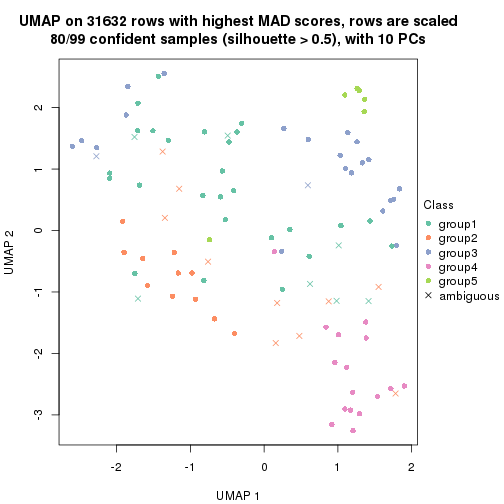 UMAP on 31632 rows with highest MAD scores, rows are scaled
80/99 confident samples (silhouette > 0.5), with 10 PCs
2
1
0
-1
-2
-3
UMAP 2
-2
-1
0
1
2
UMAP 1
Class
group1
group2
group3
group4
group5
ambiguous